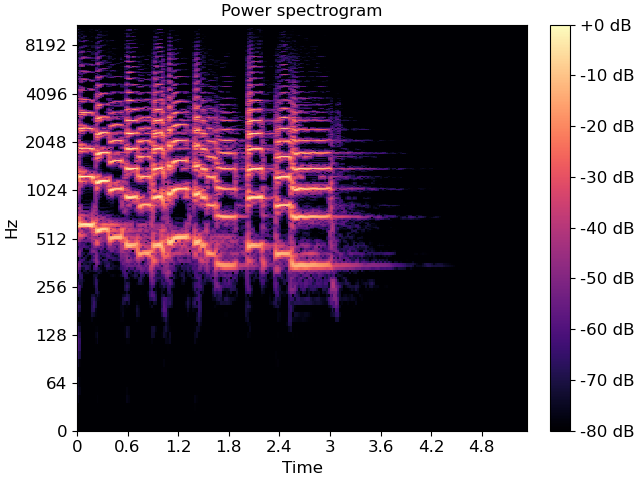 Power spectrogram
8192
4096
2048
1024
512
256
128
64
0
Hz
0 0.6 1.2 1.8 2.4 3 3.6 4.2 4.8
Time
+0 dB
-10 dB
-20 dB
-30 dB
-40 dB
-50 dB
-60 dB
-70 dB
-80 dB